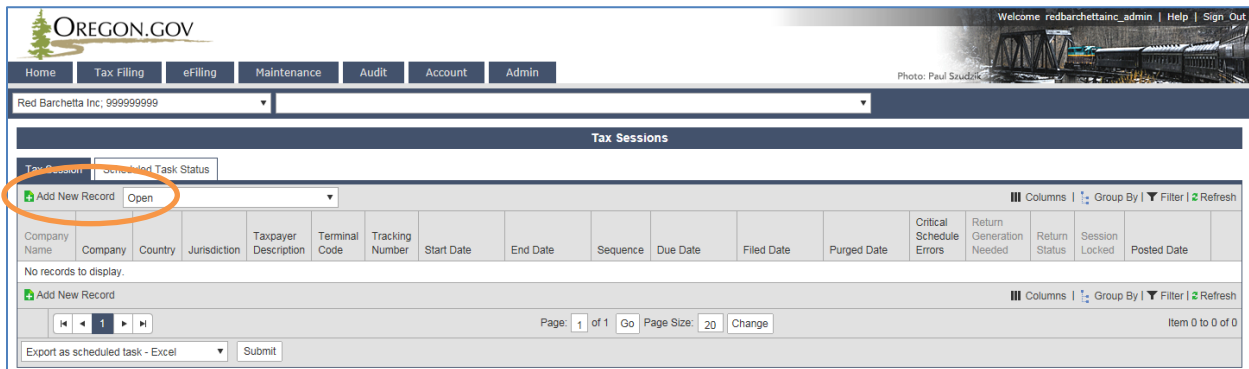 Welcome redbarchettainc_admin | Help | Sign Out
OREGON.GOV
Home Tax Filing eFiling Maintenance Audit Account Admin
Photo: Paul Szudzik
Red Barchetta Inc; 999999999
Tax Sessions
Tax Session Scheduled Task Status
Add New Record Open Columns | Group By | Filter | Refresh
Company Name Company Country Jurisdiction Taxpayer Description Terminal Code Tracking Number Start Date End Date Sequence Due Date Filed Date Purged Date Critical Schedule Errors Return Generation Needed Return Status Session Locked Posted Date
No records to display.
Add New Record Columns | Group By | Filter | Refresh
1 Page: 1 of 1 Go Page Size: 20 Change Item 0 to 0 of 0
Export as scheduled task - Excel Submit